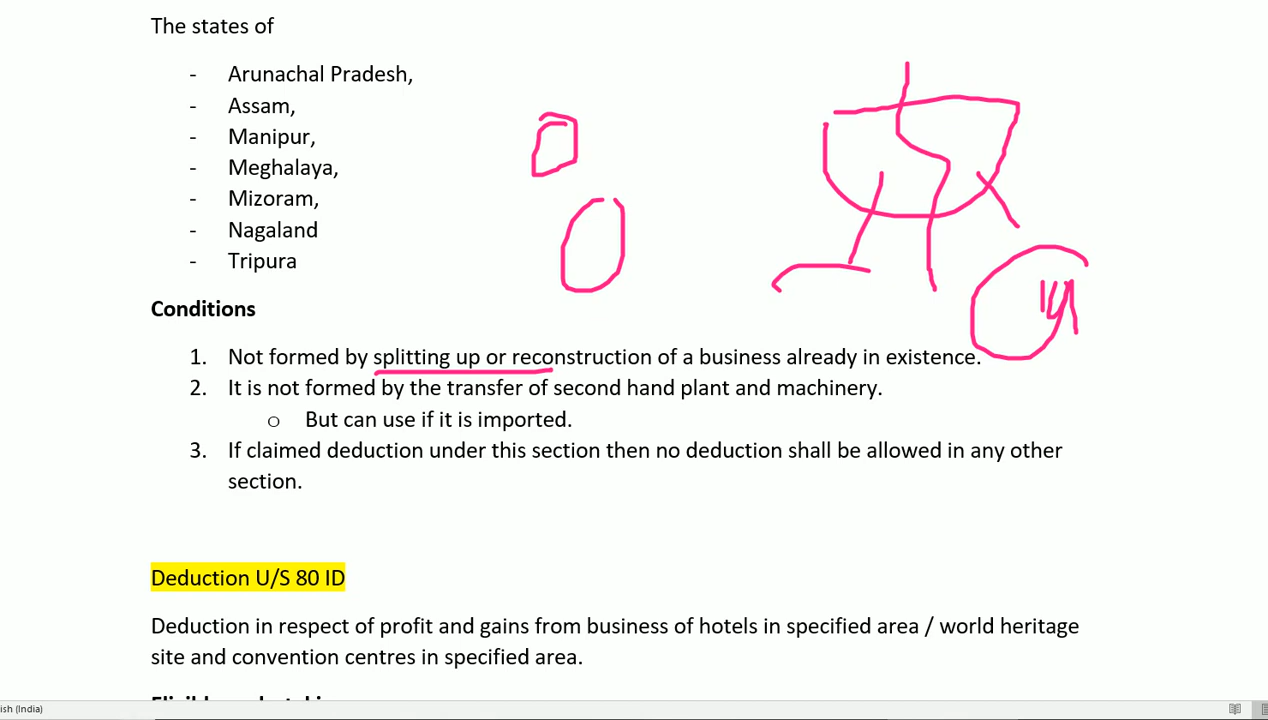 The states of
- Arunachal Pradesh,
- Assam,
- Manipur,
- Meghalaya,
- Mizoram,
- Nagaland
- Tripura
Conditions
1. Not formed by splitting up or reconstruction of a business already in existence.
2. It is not formed by the transfer of second hand plant and machinery.
o But can use if it is imported.
3. If claimed deduction under this section then no deduction shall be allowed in any other
section.
Deduction U/S 80 ID
Deduction in respect of profit and gains from business of hotels in specified area / world heritage
site and convention centres in specified area.
ish (India)